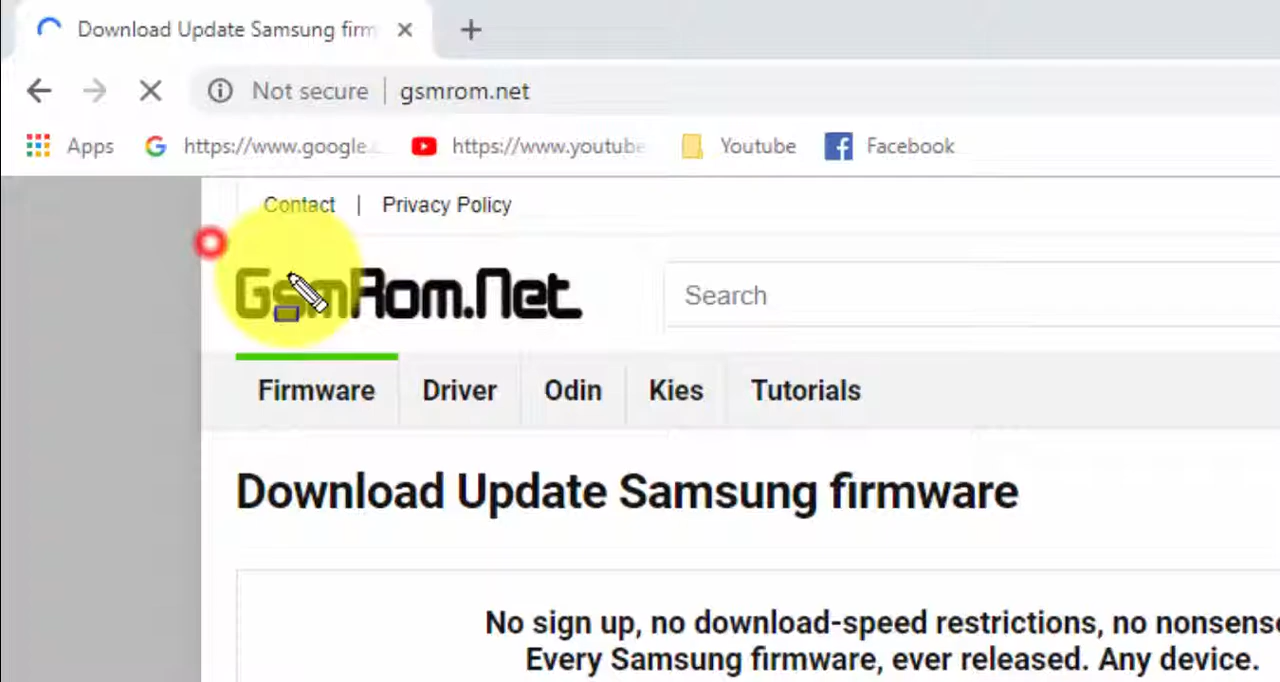 Download Update Samsung firm
Not secure | gsmrom.net
Apps https://www.google. https://www.youtube Youtube Facebook
Contact | Privacy Policy
GsmRom.Net
Search
Firmware Driver Odin Kies Tutorials
Download Update Samsung firmware
No sign up, no download-speed restrictions, no nonsense
Every Samsung firmware, ever released. Any device.